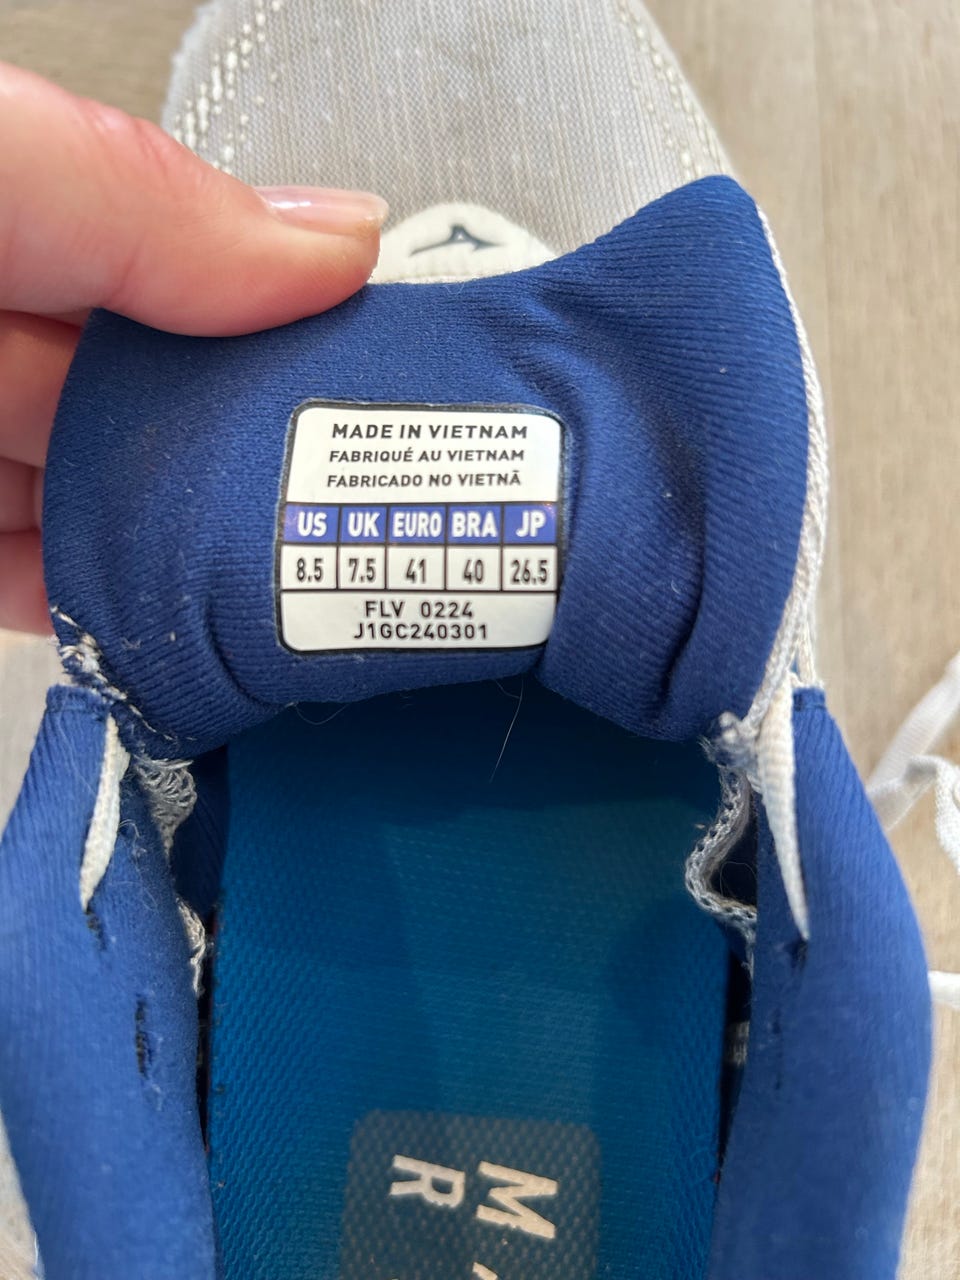 MADE IN VIETNAM
FABRIQUÉ AU VIETNAM
FABRICADO NO VIETNÃ
US UK EURO BRA JP
8.5 7.5 41 40 26.5
FLV 0224
J1GC240301